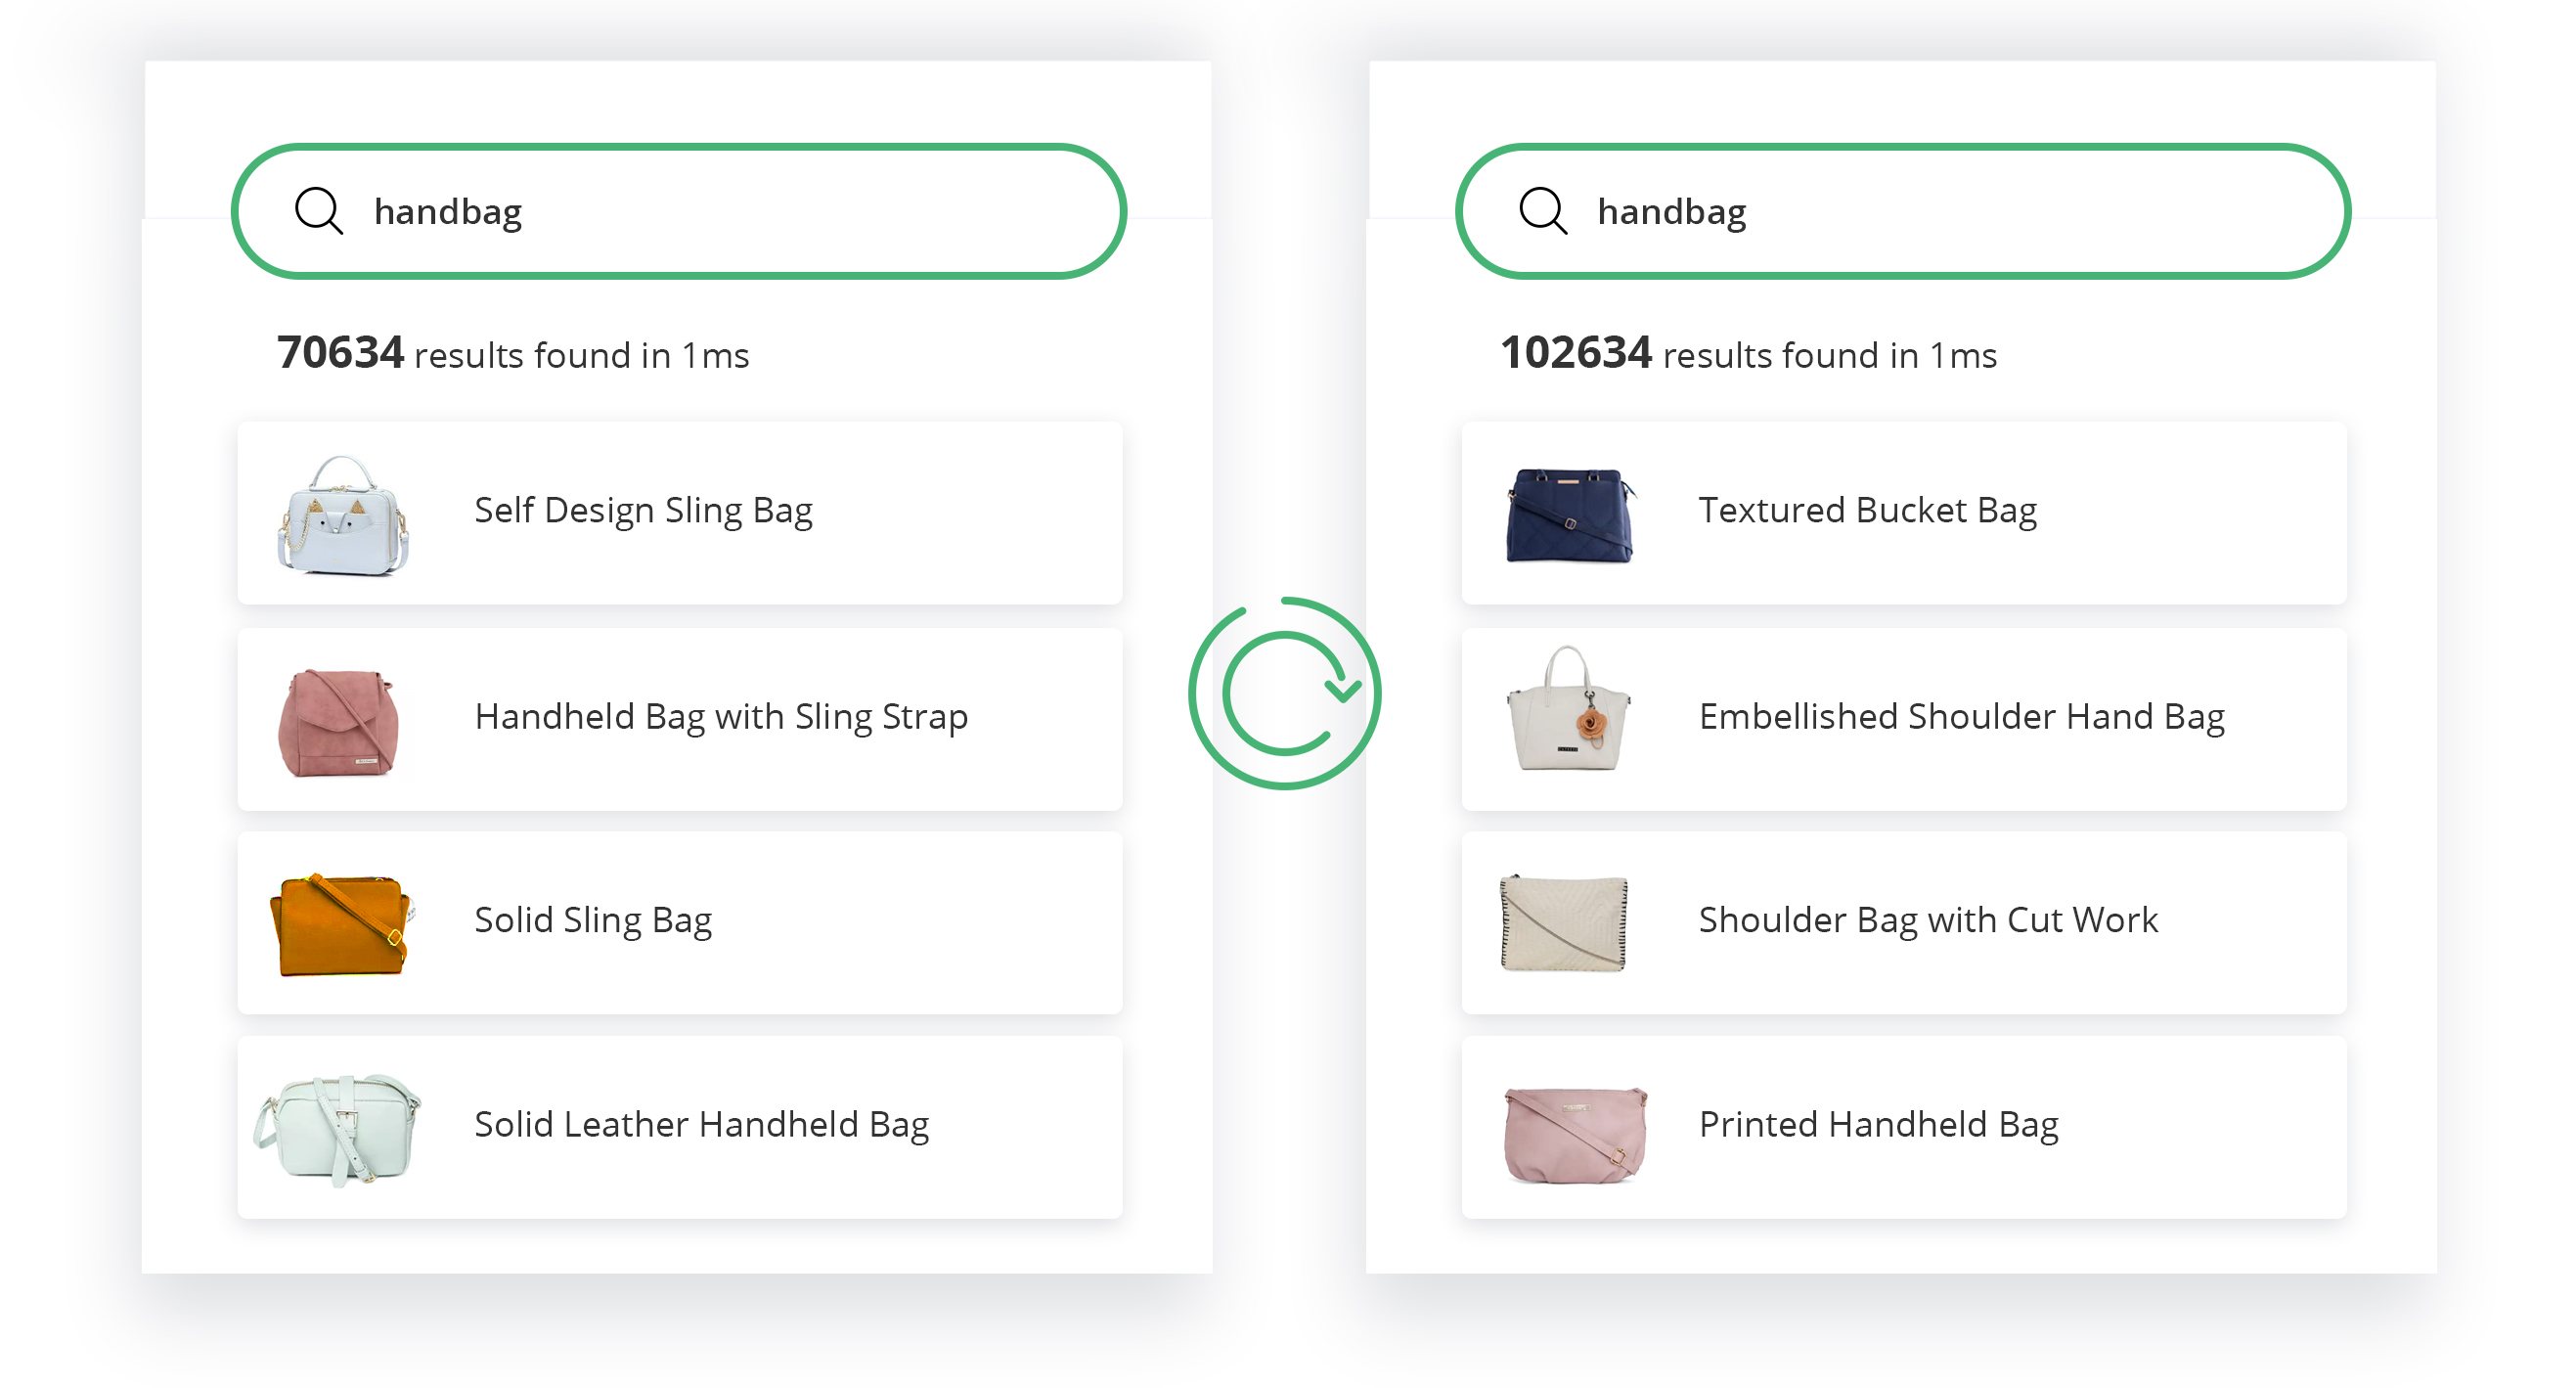 handbag
70634 results found in 1ms
Self Design Sling Bag
Handheld Bag with Sling Strap
Solid Sling Bag
Solid Leather Handheld Bag
handbag
102634 results found in 1ms
Textured Bucket Bag
Embellished Shoulder Hand Bag
Shoulder Bag with Cut Work
Printed Handheld Bag